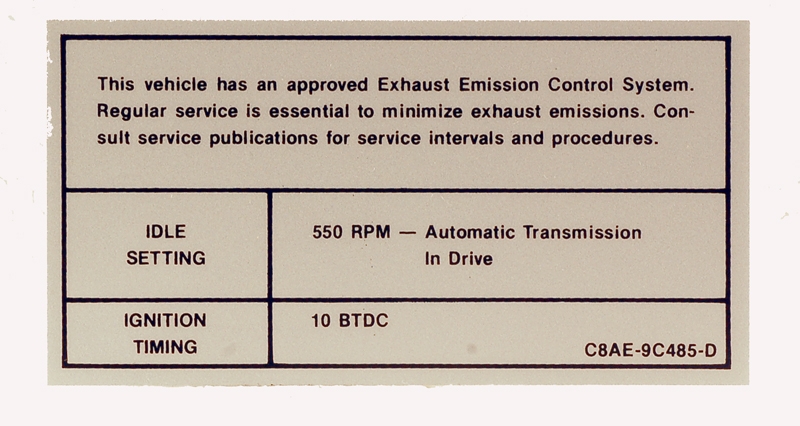 This vehicle has an approved Exhaust Emission Control System.
Regular service is essential to minimize exhaust emissions. Con-
sult service publications for service intervals and procedures.
IDLE
SETTING
550 RPM — Automatic Transmission
In Drive
IGNITION
TIMING
10 BTDC
C8AE-9C485-D